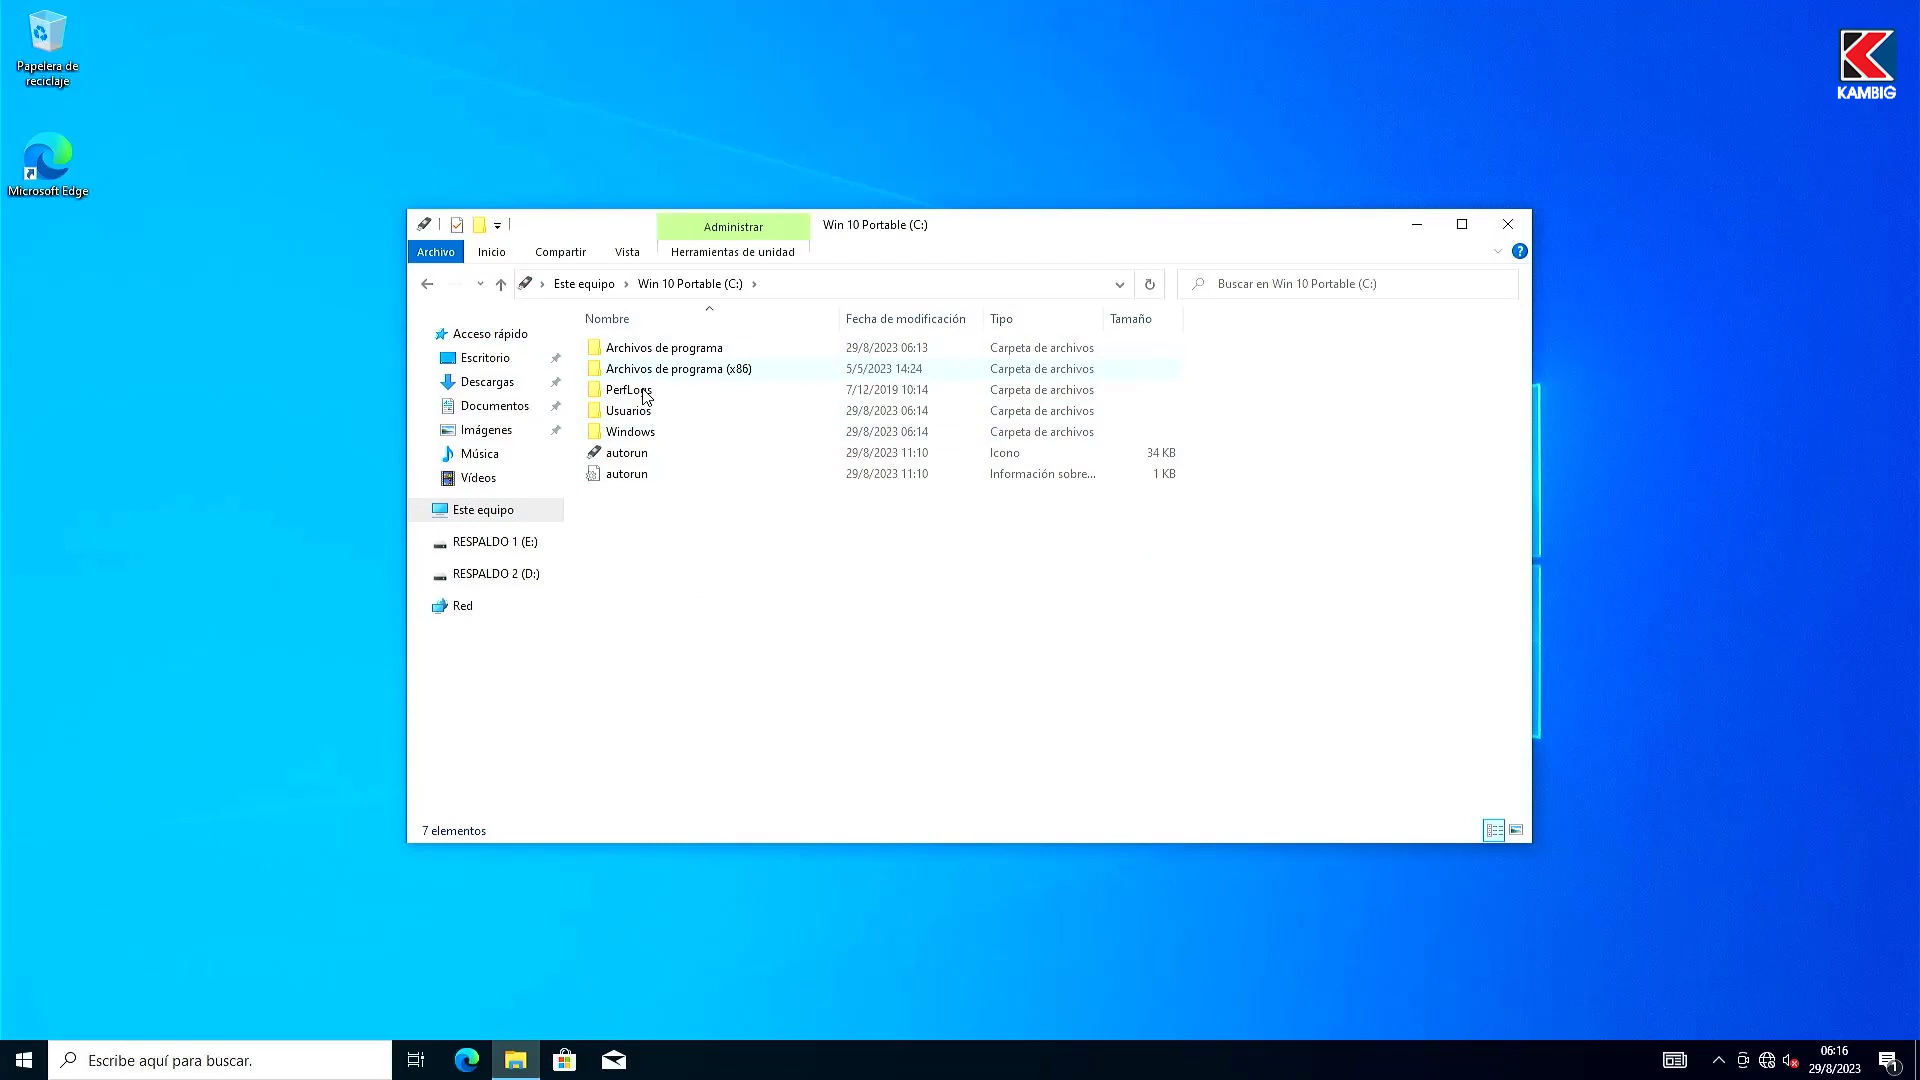 Papelera de
reciclaje
Microsoft Edge
KAMBIG
Administrar
Win 10 Portable (C:)
Archivo
Inicio
Compartir
Vista
Herramientas de unidad
?
Este equipo
Win 10 Portable (C:)
Buscar en Win 10 Portable (C:)
Nombre
Fecha de modificación
Tipo
Tamaño
Archivos de programa
29/8/2023 06:13
Carpeta de archivos
Archivos de programa (x86)
5/5/2023 14:24
Carpeta de archivos
PerfLogs
7/12/2019 10:14
Carpeta de archivos
Usuarios
29/8/2023 06:14
Carpeta de archivos
Windows
29/8/2023 06:14
Carpeta de archivos
autorun
29/8/2023 11:10
Icono
34 KB
autorun
29/8/2023 11:10
Información sobre...
1 KB
Acceso rápido
Escritorio
Descargas
Documentos
Imágenes
Música
Vídeos
Este equipo
RESPALDO 1 (E:)
RESPALDO 2 (D:)
Red
7 elementos
Escribe aquí para buscar.
06:16
29/8/2023
1